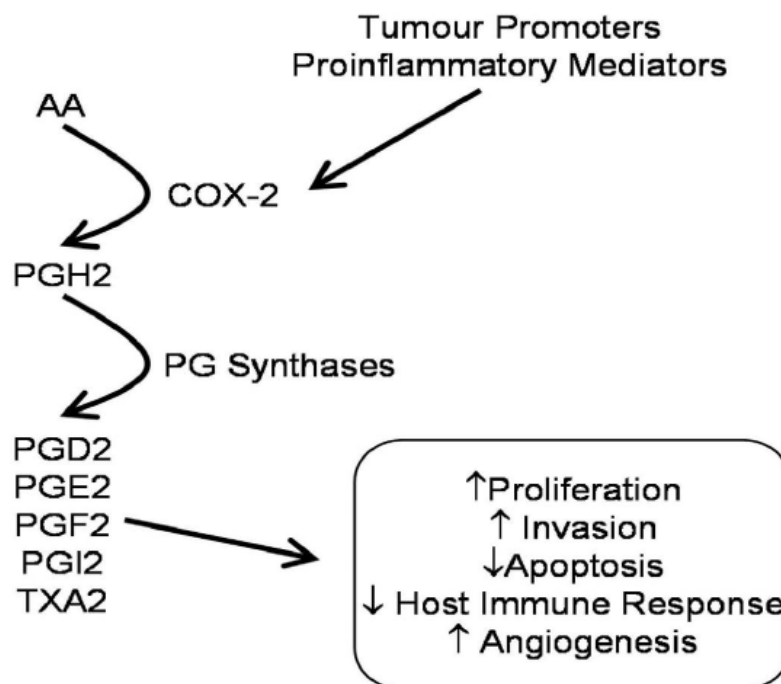 Tumour Promoters
Proinflammatory Mediators
AA
COX-2
PGH2
PG Synthases
PGD2
PGE2
PGF2
PGI2
TXA2
↑Proliferation
↑ Invasion
↓Apoptosis
↓ Host Immune Response
↑ Angiogenesis